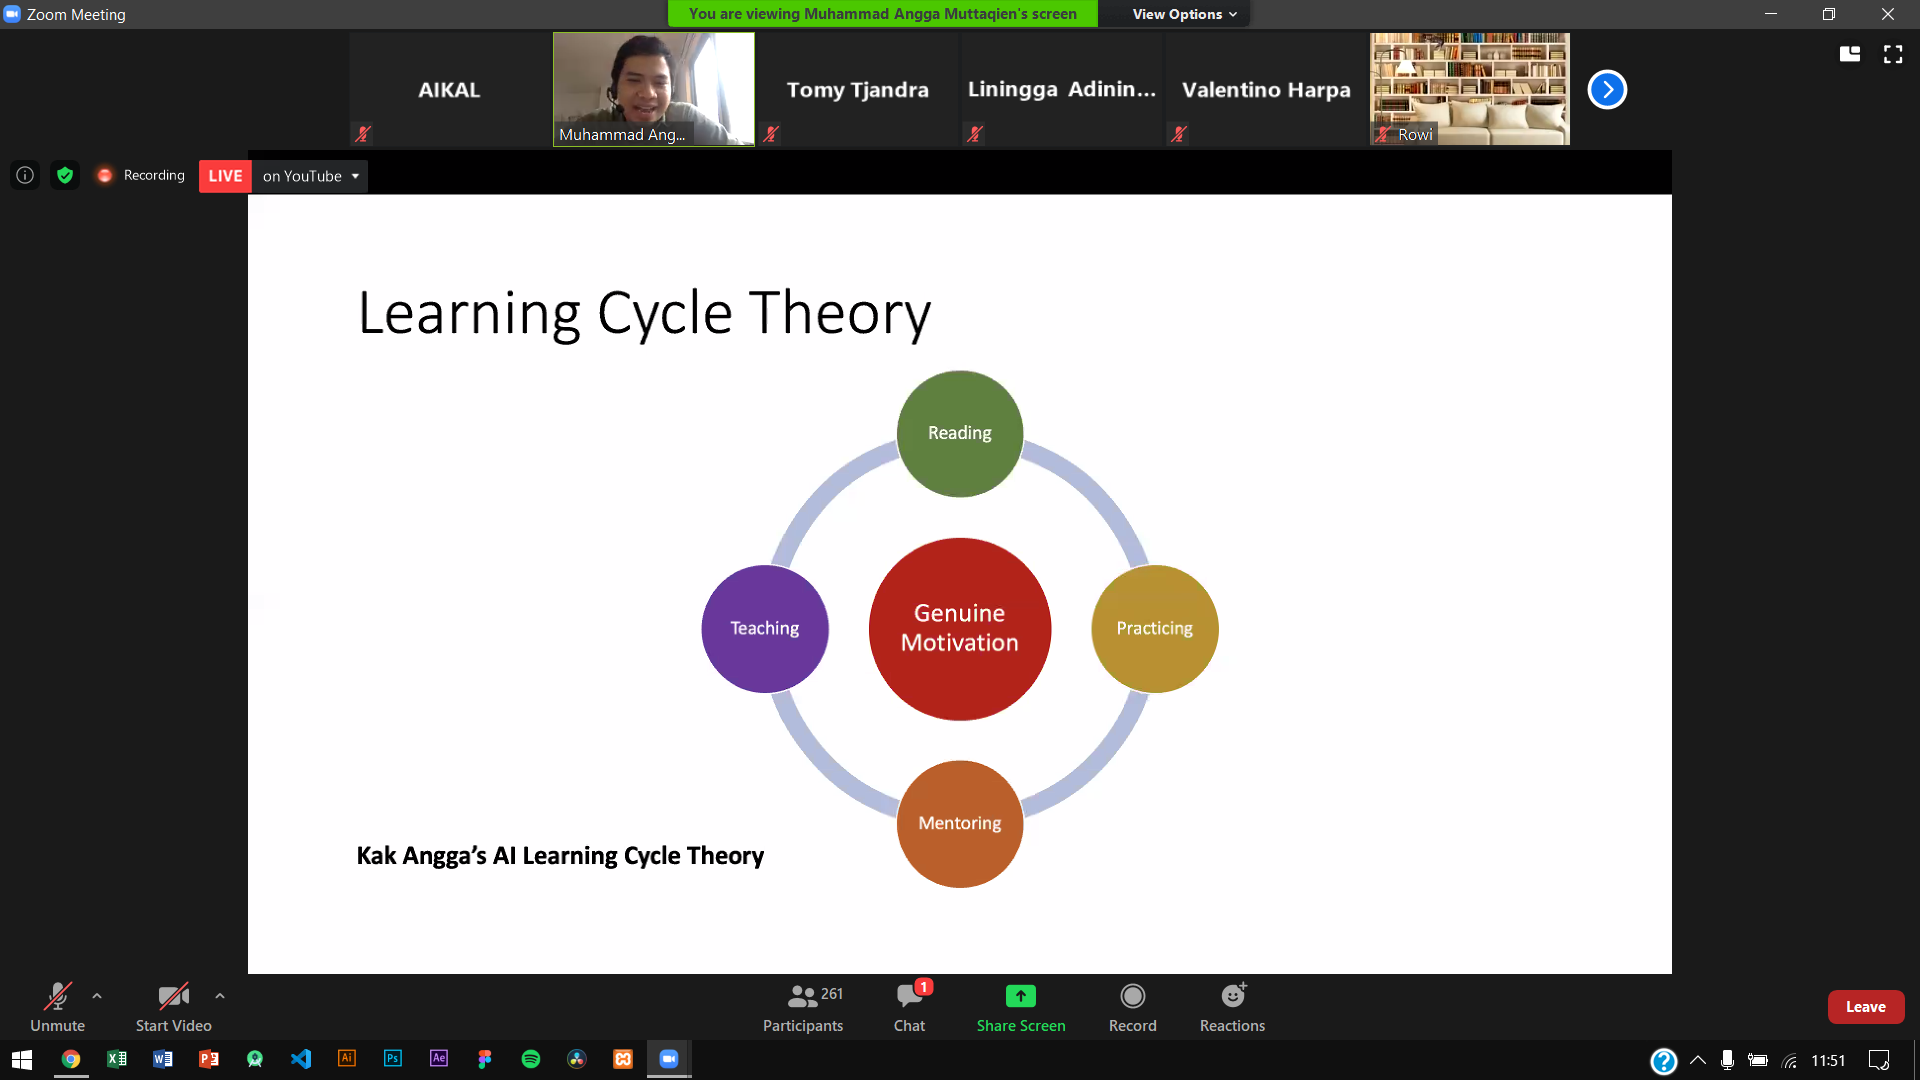 Zoom Meeting
You are viewing Muhammad Angga Muttaqien's screen
View Options
AIKAL
Muhammad Ang...
Tomy Tjandra
Liningga Adinin...
Valentino Harpa
Rowi
Recording
LIVE
on YouTube
Learning Cycle Theory
Reading
Teaching
Genuine
Motivation
Practicing
Mentoring
Kak Angga's AI Learning Cycle Theory
Unmute
Start Video
261
Participants
1
Chat
Share Screen
Record
Reactions
Leave
Ai
Ps
Ae
11:51